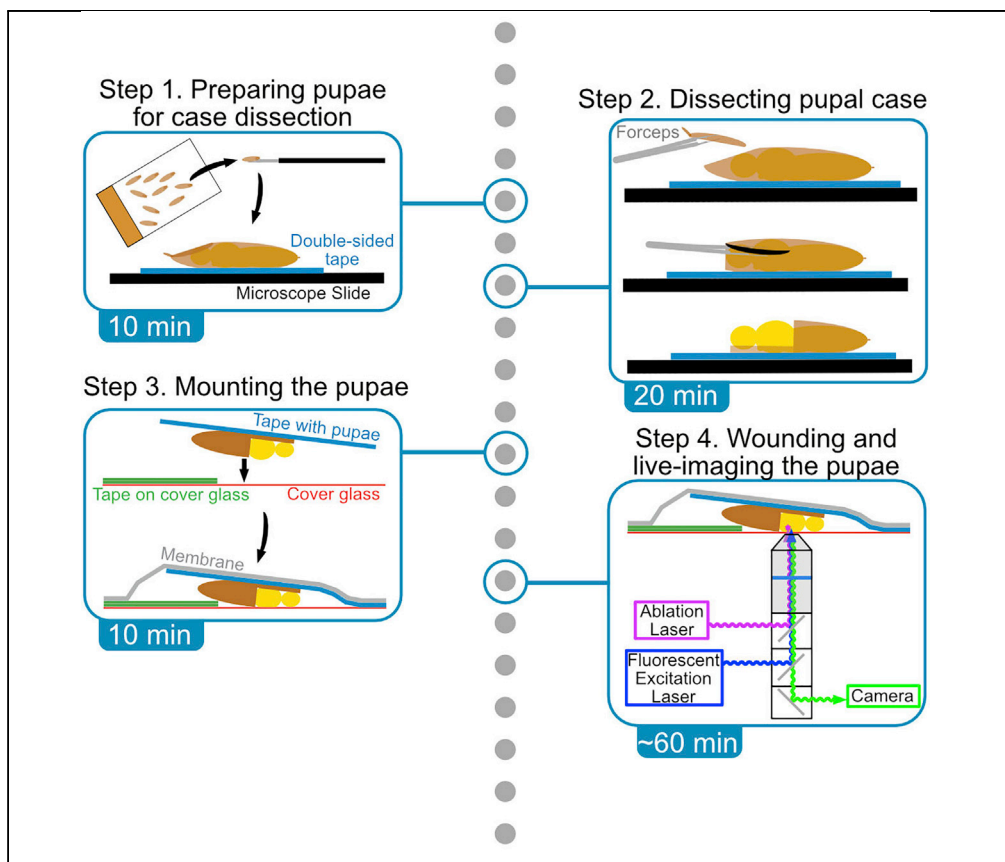 Step 1. Preparing pupae
for case dissection
Double-sided
tape
Microscope Slide
10 min
Step 2. Dissecting pupal case
Forceps
20 min
Step 3. Mounting the pupae
Tape with pupae
Tape on cover glass
Cover glass
Membrane
10 min
Step 4. Wounding and
live-imaging the pupae
Ablation
Laser
Fluorescent
Excitation
Laser
Camera
~60 min